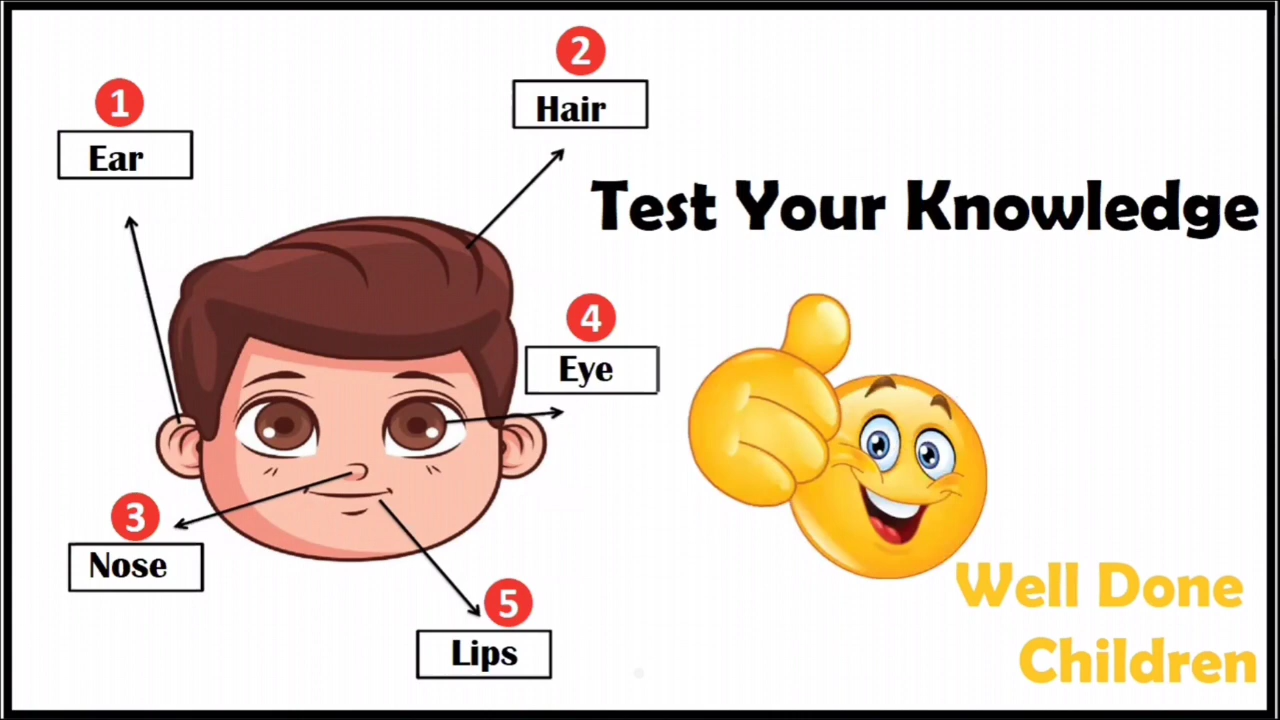 1
Ear
2
Hair
Test Your Knowledge
4
Eye
3
Nose
5
Lips
Well Done
Children